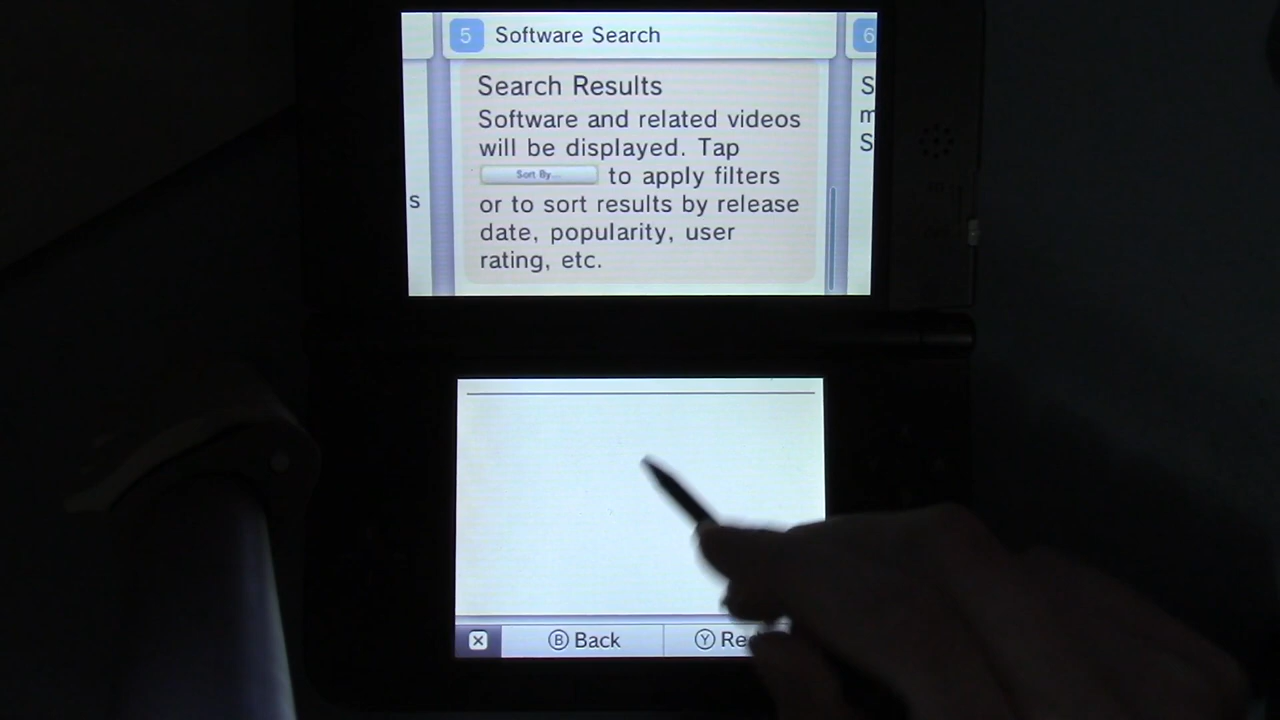 5 Software Search
6
Search Results
Software and related videos
will be displayed. Tap
Sort By... to apply filters
or to sort results by release
date, popularity, user
rating, etc.
s
S
m
S
B Back
Y